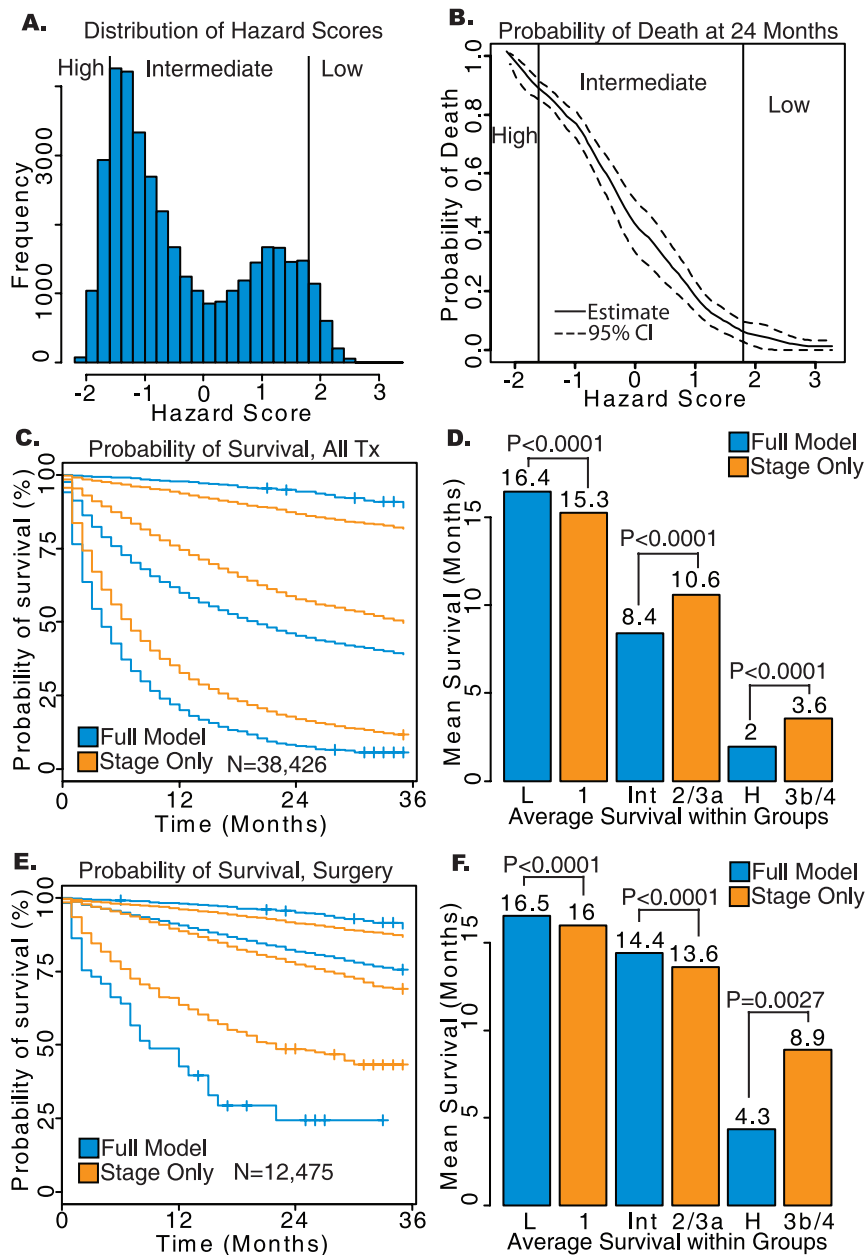 A.
Distribution of Hazard Scores
High
Intermediate
Low
Frequency
0
1000
3000
-2
-1
0
1
2
3
Hazard Score
B.
Probability of Death at 24 Months
Intermediate
High
Low
Probability of Death
0.0
0.2
0.4
0.6
0.8
1.0
Estimate
95% CI
-2
-1
0
1
2
3
Hazard Score
C.
Probability of Survival, All Tx
Probability of survival (%)
0
25
50
75
100
Full Model
Stage Only
N=38,426
0
12
24
36
Time (Months)
D.
Full Model
Stage Only
P<0.0001
16.4
15.3
P<0.0001
8.4
10.6
P<0.0001
2
3.6
Mean Survival (Months)
0
5
10
15
L
1
Int
2/3a
H
3b/4
Average Survival within Groups
E.
Probability of Survival, Surgery
Probability of survival (%)
0
25
50
75
100
Full Model
Stage Only
N=12,475
0
12
24
36
Time (Months)
F.
Full Model
Stage Only
P<0.0001
16.5
16
P<0.0001
14.4
13.6
P=0.0027
4.3
8.9
Mean Survival (Months)
0
5
10
15
L
1
Int
2/3a
H
3b/4
Average Survival within Groups